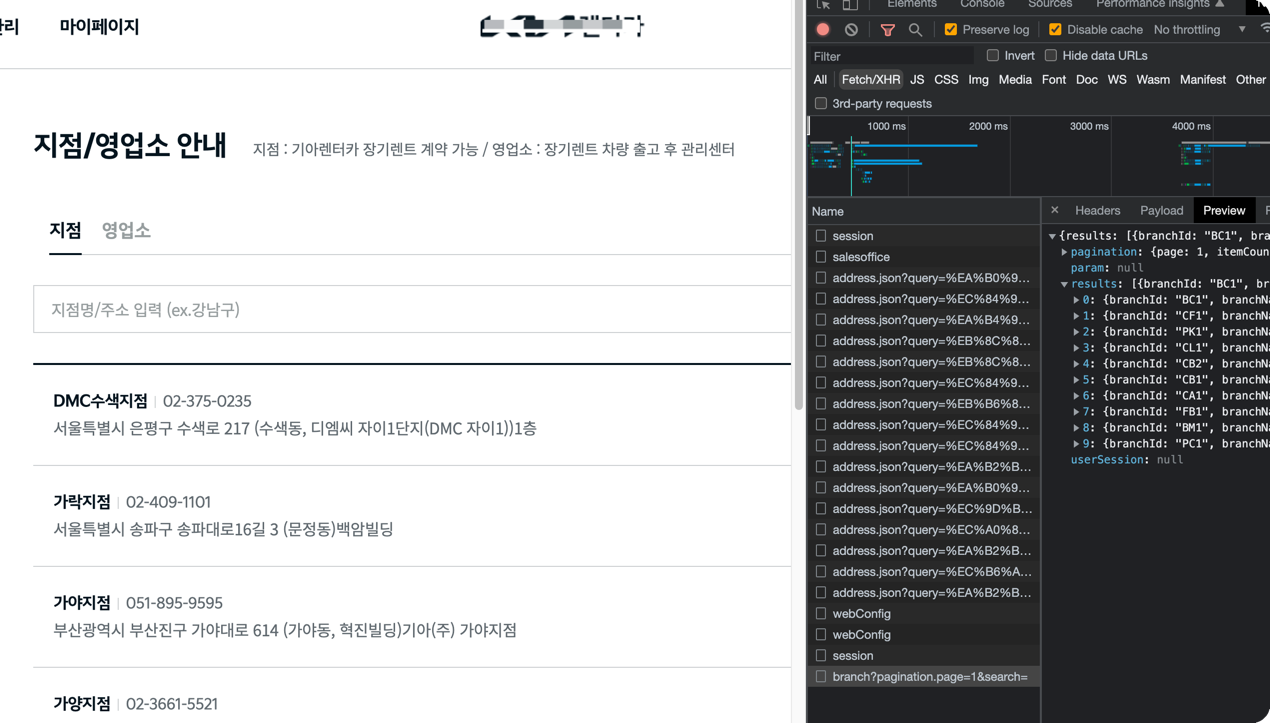 마이페이지
렌터카
지점/영업소 안내
지점 : 기아렌터카 장기렌트 계약 가능 / 영업소 : 장기렌트 차량 출고 후 관리센터
지점 영업소
지점명/주소 입력 (ex.강남구)
DMC수색지점 | 02-375-0235
서울특별시 은평구 수색로 217 (수색동, 디엠씨 자이1단지(DMC 자이1))1층
가락지점 | 02-409-1101
서울특별시 송파구 송파대로16길 3 (문정동)백암빌딩
가야지점 | 051-895-9595
부산광역시 부산진구 가야대로 614 (가야동, 혁진빌딩)기아(주) 가야지점
가양지점 | 02-3661-5521
Elements Console Sources Performance insights
Preserve log Disable cache No throttling
Filter Invert Hide data URLs
All Fetch/XHR JS CSS Img Media Font Doc WS Wasm Manifest Other
3rd-party requests
1000 ms 2000 ms 3000 ms 4000 ms
Name
session
salesoffice
address.json?query=%EA%B0%9...
address.json?query=%EC%84%9...
address.json?query=%EA%B4%9...
address.json?query=%EB%8C%8...
address.json?query=%EB%8C%8...
address.json?query=%EC%84%9...
address.json?query=%EB%B6%8...
address.json?query=%EC%84%9...
address.json?query=%EC%84%9...
address.json?query=%EA%B2%B...
address.json?query=%EA%B0%9...
address.json?query=%EC%9D%B...
address.json?query=%EC%A0%8...
address.json?query=%EA%B2%B...
address.json?query=%EC%B6%A...
address.json?query=%EA%B2%B...
webConfig
webConfig
session
branch?pagination.page=1&search=
Headers Payload Preview
{results: [{branchId: "BC1", bra
pagination: {page: 1, itemCoun
param: null
results: [{branchId: "BC1", br
0: {branchId: "BC1", branchNa
1: {branchId: "CF1", branchNa
2: {branchId: "PK1", branchNa
3: {branchId: "CL1", branchNa
4: {branchId: "CB2", branchNa
5: {branchId: "CB1", branchNa
6: {branchId: "CA1", branchNa
7: {branchId: "FB1", branchNa
8: {branchId: "BM1", branchNa
9: {branchId: "PC1", branchNa
userSession: null